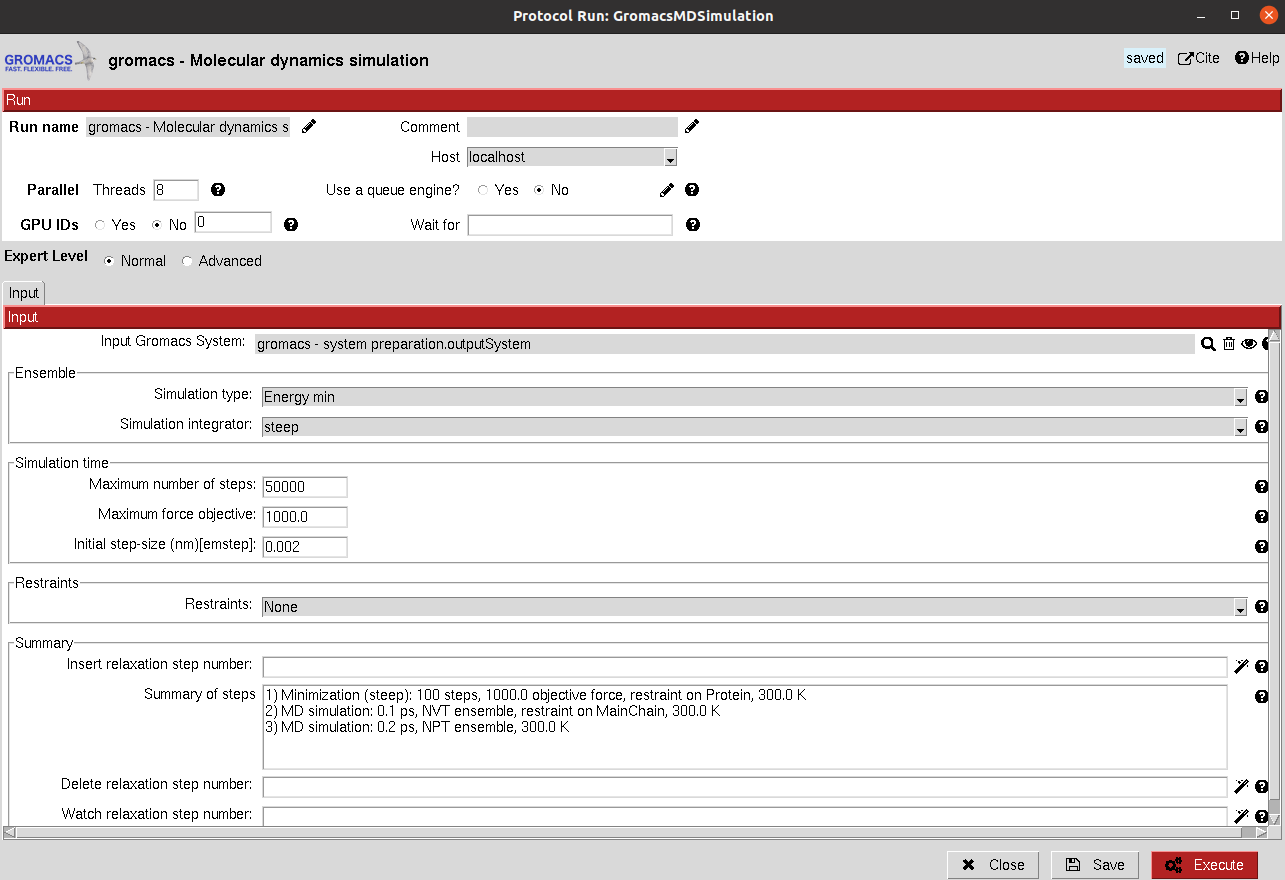 Protocol Run: GromacsMDSimulation
GROMACS
FAST. FLEXIBLE. FREE.
gromacs - Molecular dynamics simulation
saved Cite Help
Run
Run name gromacs - Molecular dynamics s Comment
Host localhost
Parallel Threads 8 Use a queue engine? Yes No
GPU IDs Yes No 0 Wait for
Expert Level Normal Advanced
Input
Input
Input Gromacs System: gromacs - system preparation.outputSystem
Ensemble
Simulation type: Energy min
Simulation integrator: steep
Simulation time
Maximum number of steps: 50000
Maximum force objective: 1000.0
Initial step-size (nm)[emstep]: 0.002
Restraints
Restraints: None
Summary
Insert relaxation step number:
Summary of steps 1) Minimization (steep): 100 steps, 1000.0 objective force, restraint on Protein, 300.0 K
2) MD simulation: 0.1 ps, NVT ensemble, restraint on MainChain, 300.0 K
3) MD simulation: 0.2 ps, NPT ensemble, 300.0 K
Delete relaxation step number:
Watch relaxation step number:
Close Save Execute